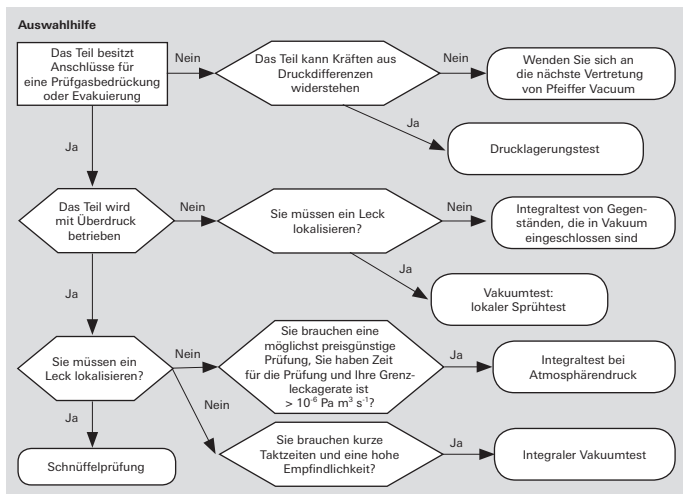 Auswahlhilfe
Das Teil besitzt
Anschlüsse für
eine Prüfgasbedrückung
oder Evakuierung
Nein
Das Teil kann Kräften aus
Druckdifferenzen
widerstehen
Nein
Wenden Sie sich an
die nächste Vertretung
von Pfeiffer Vacuum
Ja
Drucklagerungstest
Ja
Das Teil wird
mit Überdruck
betrieben
Nein
Sie müssen ein Leck
lokalisieren?
Nein
Integraltest von Gegen-
ständen, die in Vakuum
eingeschlossen sind
Ja
Vakuumtest:
lokaler Sprühtest
Ja
Sie müssen ein
Leck lokalisieren?
Nein
Sie brauchen eine
möglichst preisgünstige
Prüfung, Sie haben Zeit
für die Prüfung und Ihre Grenz-
leckagerate ist
> 10⁻⁶ Pa m³ s⁻¹?
Ja
Integraltest bei
Atmosphärendruck
Nein
Sie brauchen kurze
Taktzeiten und eine hohe
Empfindlichkeit?
Ja
Integraler Vakuumtest
Ja
Schnüffelprüfung